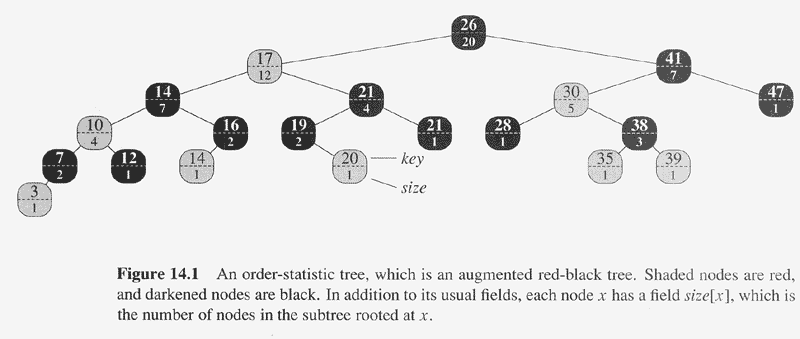 26
20
17 41
12 7
14 21 30 47
7 4 5 1
10 16 19 21 28 38
4 2 2 1 1 3
7 12 14 20 key 35 39
2 1 1 1 size 1 1
3
1
Figure 14.1 An order-statistic tree, which is an augmented red-black tree. Shaded nodes are red,
and darkened nodes are black. In addition to its usual fields, each node x has a field size[x], which is
the number of nodes in the subtree rooted at x.